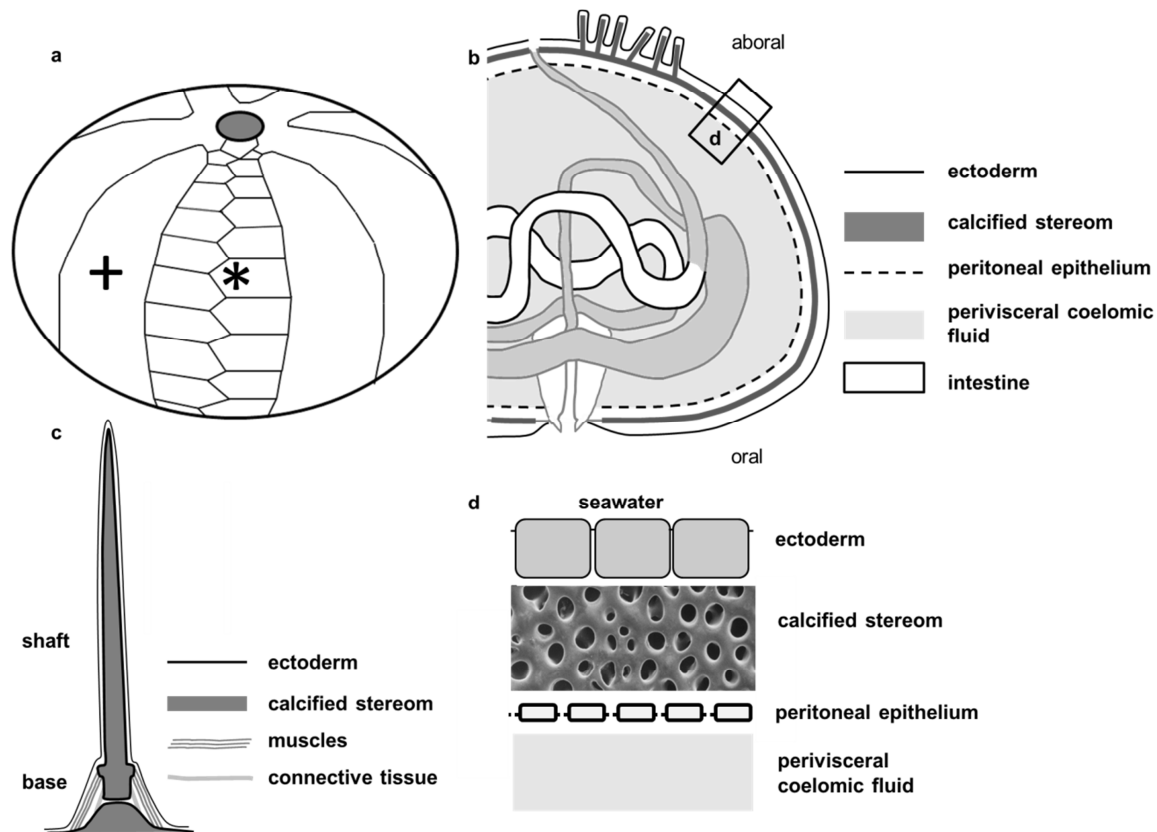 a
+
*
b
aboral
d
oral
ectoderm
calcified stereom
peritoneal epithelium
perivisceral coelomic
fluid
intestine
c
shaft
base
ectoderm
calcified stereom
muscles
connective tissue
d
seawater
ectoderm
calcified stereom
peritoneal epithelium
perivisceral
coelomic fluid